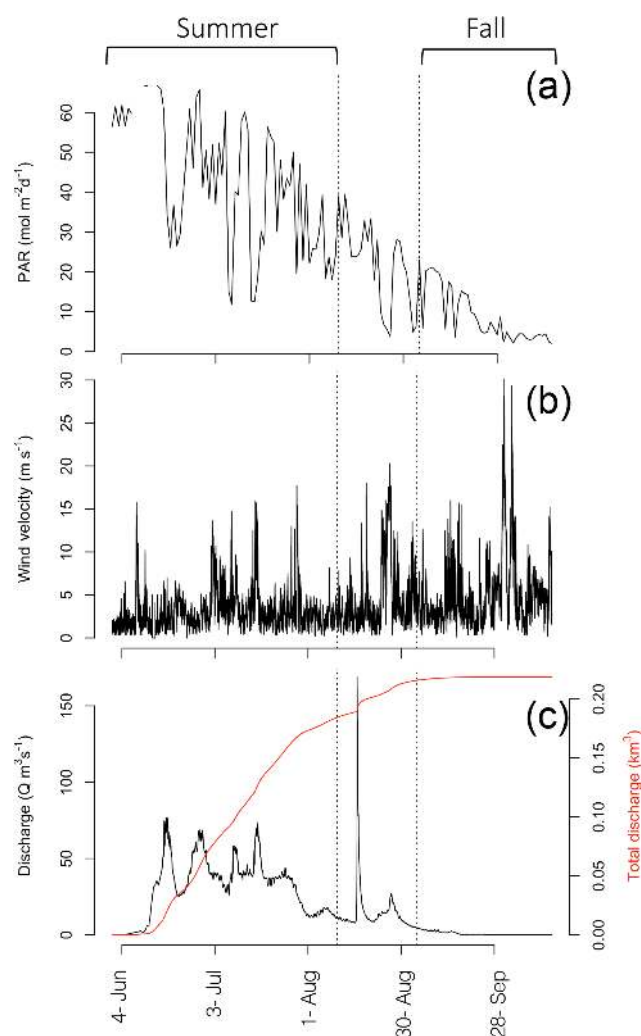 Summer Fall
(a)
PAR (mol m⁻²d⁻¹)
0 10 20 30 40 50 60
(b)
Wind velocity (m s⁻¹)
0 5 10 15 20 25 30
(c)
Discharge (Q m³s⁻¹)
0 50 100 150
0.00 0.05 0.10 0.15 0.20
Total discharge (km³)
4- Jun 3- Jul 1- Aug 30- Aug 28- Sep